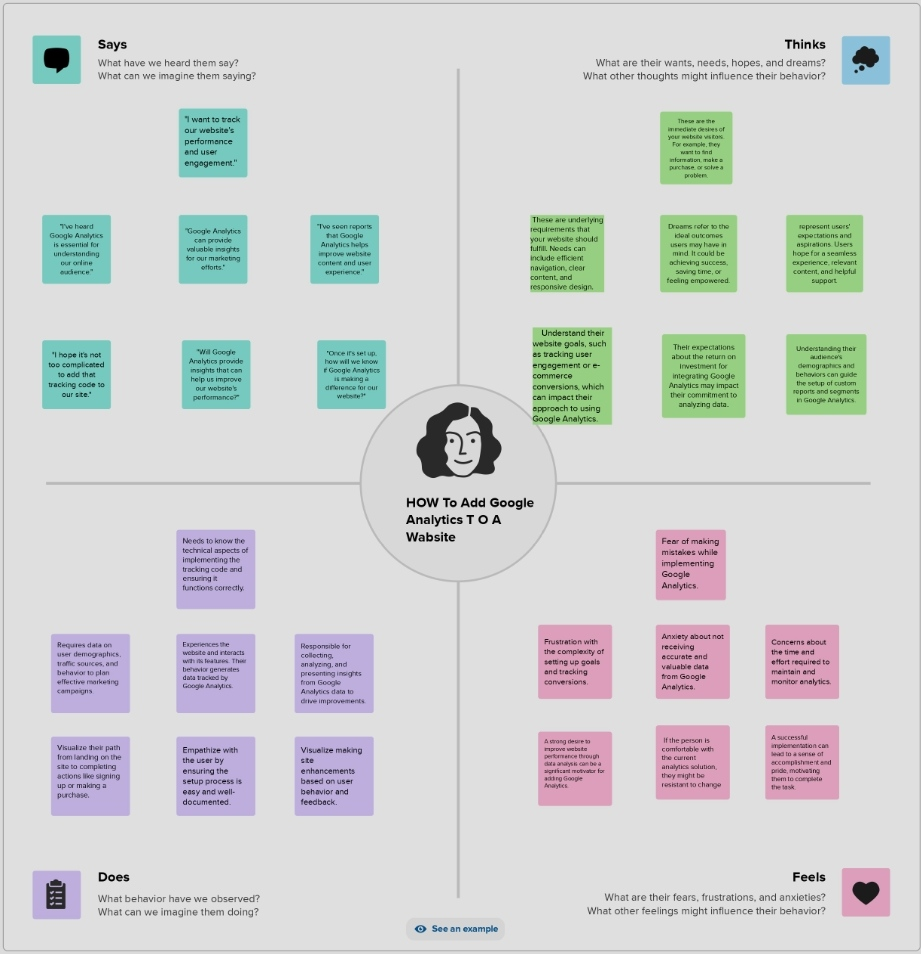 Says
What have we heard them say?
What can we imagine them saying?
"I want to track
our website's
performance
and user
engagement."
"I've heard
Google Analytics
is essential for
understanding
our online
audience"
"Google Analytics
can provide
valuable insights
for our marketing
efforts."
"I've seen reports
that Google
Analytics helps
improve website
content and user
experience."
"I hope it's not
too complicated
to add that
tracking code to
our site."
"Will Google
Analytics provide
insights that can
help us improve
our website's
performance?"
"Once it's set up,
how will we know
if Google Analytics
is making a
difference for our
website?"
Thinks
What are their wants, needs, hopes, and dreams?
What other thoughts might influence their behavior?
These are the
immediate desires of
your website visitors.
For example, they
want to find
information, make a
purchase, or solve a
problem.
These are underlying
requirements that
your website should
fulfill. Needs can
include efficient
navigation, clear
content, and
responsive design.
Dreams refer to the
ideal outcomes
users may have in
mind. It could be
achieving success,
saving time, or
feeling empowered.
represent users'
expectations and
aspirations. Users
hope for a seamless
experience, relevant
content, and helpful
support.
Understand their
website goals, such
as tracking user
engagement or e-
commerce
conversions, which
can impact their
approach to using
Google Analytics.
Their expectations
about the return on
investment for
integrating Google
Analytics may impact
their commitment to
analyzing data.
Understanding their
audience's
demographics and
behaviors can guide
the setup of custom
reports and segments
in Google Analytics.
HOW To Add Google
Analytics T O A
Wabsite
Needs to know the
technical aspects of
implementing the
tracking code and
ensuring it
functions correctly.
Requires data on
user demographics,
traffic sources, and
behavior to plan
effective marketing
campaigns
Experiences the
website and interacts
with its features. Their
behavior generates
data tracked by
Google Analytics.
Responsible for
collecting,
analyzing, and
presenting insights
from Google
Analytics data to
drive improvements.
Visualize their path
from landing on the
site to completing
actions like signing
up or making a
purchase.
Empathize with
the user by
ensuring the
setup process is
easy and well-
documented.
Visualize making
site
enhancements
based on user
behavior and
feedback.
Does
What behavior have we observed?
What can we imagine them doing?
Fear of making
mistakes while
implementing
Google
Analytics.
Frustration with
the complexity of
setting up goals
and tracking
conversions.
Anxiety about not
receiving
accurate and
valuable data
from Google
Analytics.
Concerns about
the time and
effort required to
maintain and
monitor analytics.
A strong desire to
improve website
performance through
data analysis can be a
significant motivator for
adding Google
Analytics
If the person is
comfortable with
the current
analytics solution,
they might be
resistant to change
A successful
implementation can
lead to a sense of
accomplishment and
pride, motivating
them to complete
the task.
Feels
What are their fears, frustrations, and anxieties?
What other feelings might influence their behavior?
See an example